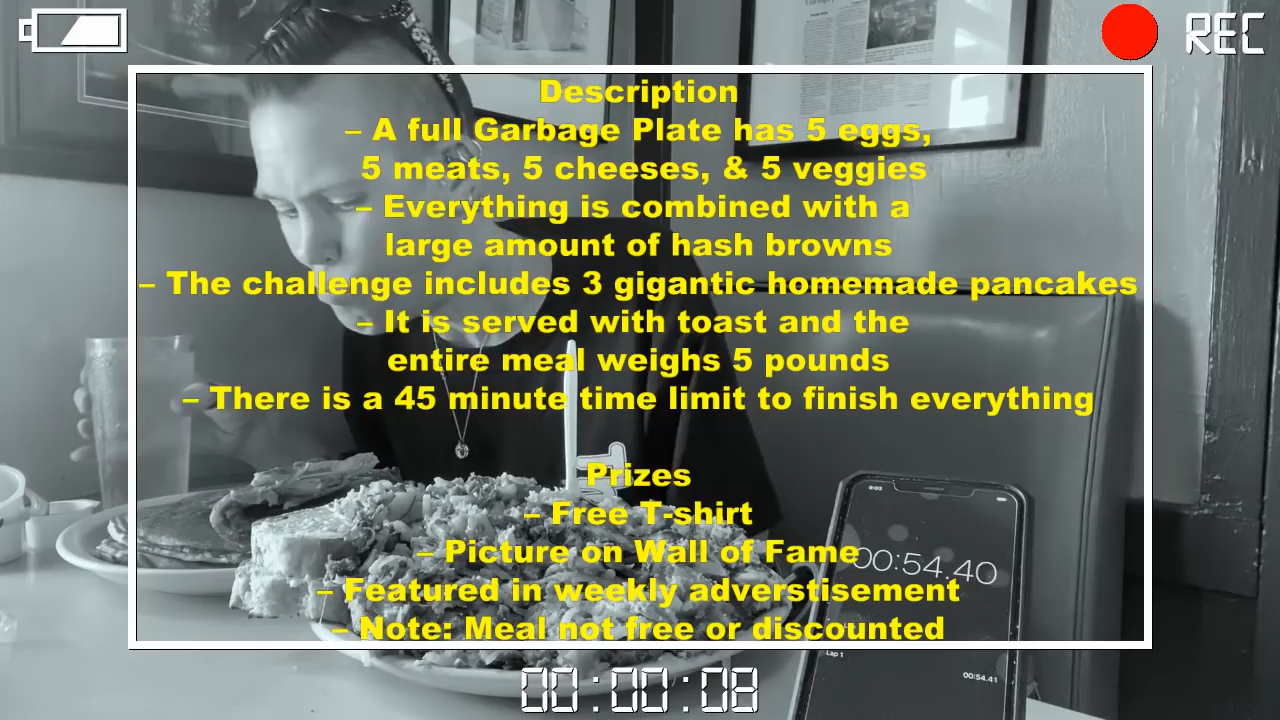 REC
Description
– A full Garbage Plate has 5 eggs,
5 meats, 5 cheeses, & 5 veggies
– Everything is combined with a
large amount of hash browns
– The challenge includes 3 gigantic homemade pancakes
– It is served with toast and the
entire meal weighs 5 pounds
– There is a 45 minute time limit to finish everything
Prizes
– Free T-shirt
– Picture on Wall of Fame
– Featured in weekly adverstisement
– Note: Meal not free or discounted
9:03
00:54.40
Lap 1
00:54.41
00:00:08